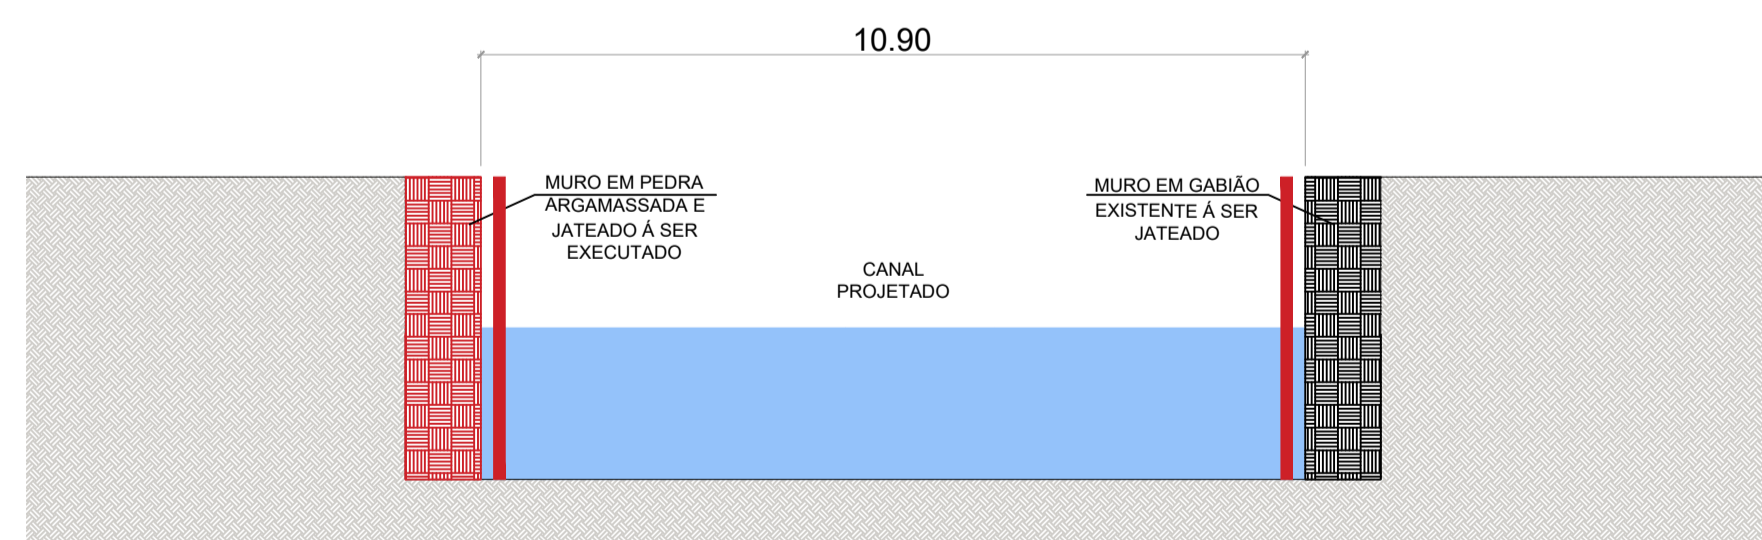 10.90
MURO EM PEDRA
ARGAMASSADA E
JATEADO Á SER
EXECUTADO
MURO EM GABIÃO
EXISTENTE Á SER
JATEADO
CANAL
PROJETADO